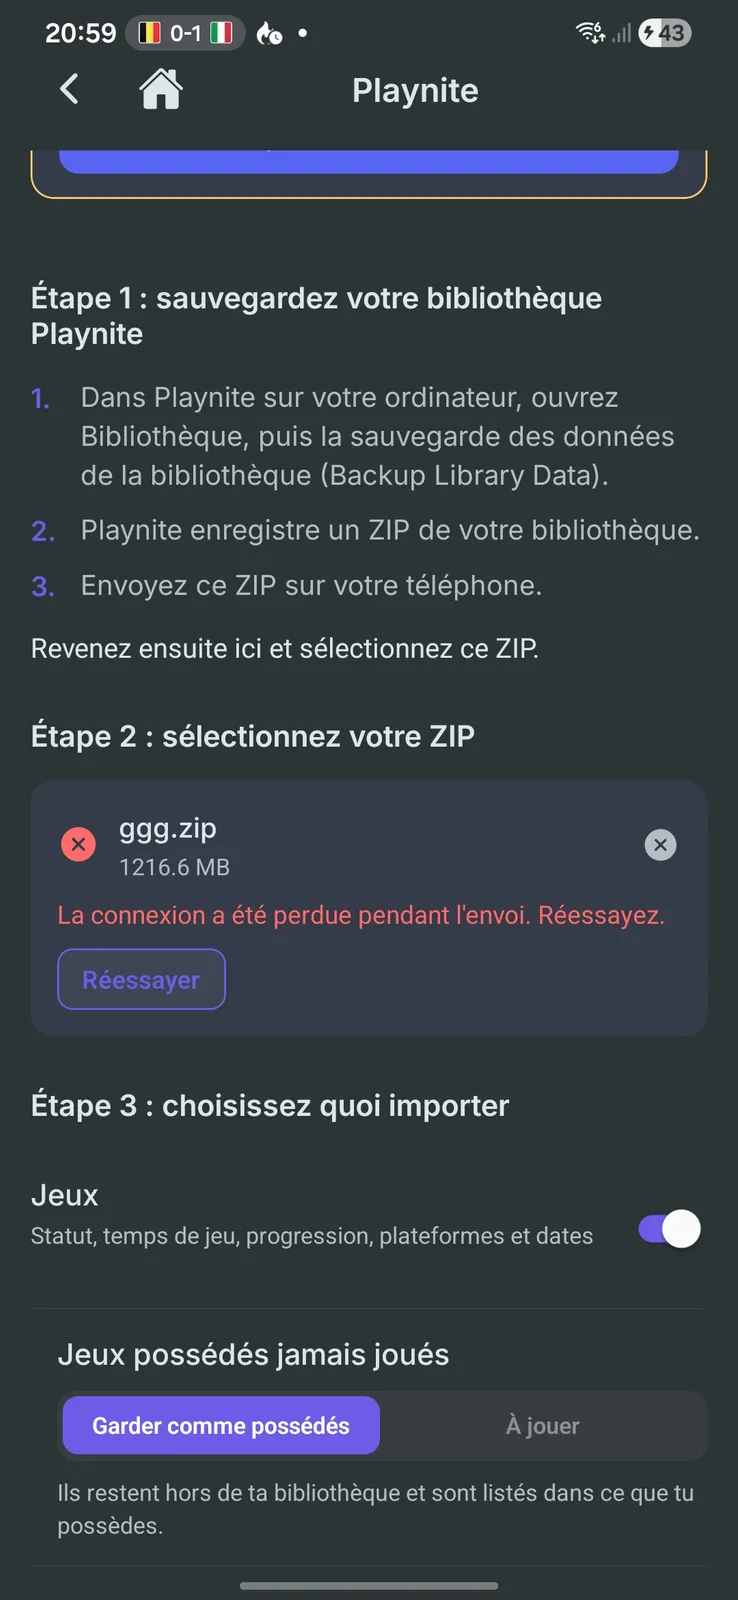 20:59
0-1
43
Playnite
Étape 1 : sauvegardez votre bibliothèque
Playnite
1. Dans Playnite sur votre ordinateur, ouvrez
Bibliothèque, puis la sauvegarde des données
de la bibliothèque (Backup Library Data).
2. Playnite enregistre un ZIP de votre bibliothèque.
3. Envoyez ce ZIP sur votre téléphone.
Revenez ensuite ici et sélectionnez ce ZIP.
Étape 2 : sélectionnez votre ZIP
ggg.zip
1216.6 MB
La connexion a été perdue pendant l'envoi. Réessayez.
Réessayer
Étape 3 : choisissez quoi importer
Jeux
Statut, temps de jeu, progression, plateformes et dates
Jeux possédés jamais joués
Garder comme possédés
À jouer
Ils restent hors de ta bibliothèque et sont listés dans ce que tu
possèdes.